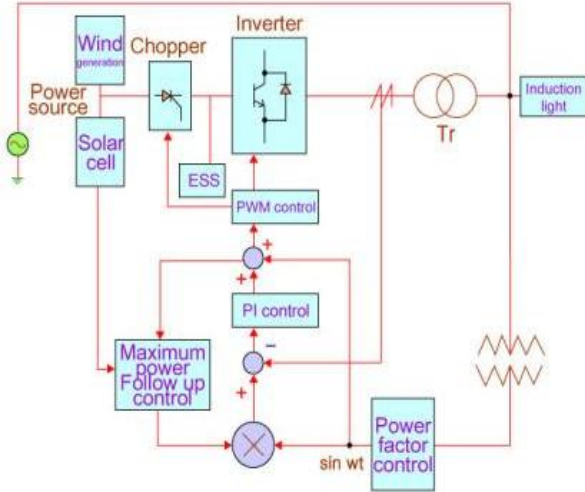 Inverter
Wind
generation
Chopper
Power
source
Solar
cell
ESS
Tr
Induction
light
PWM control
+
+
PI control
−
+
Maximum
power
Follow up
control
sin wt
Power
factor
control